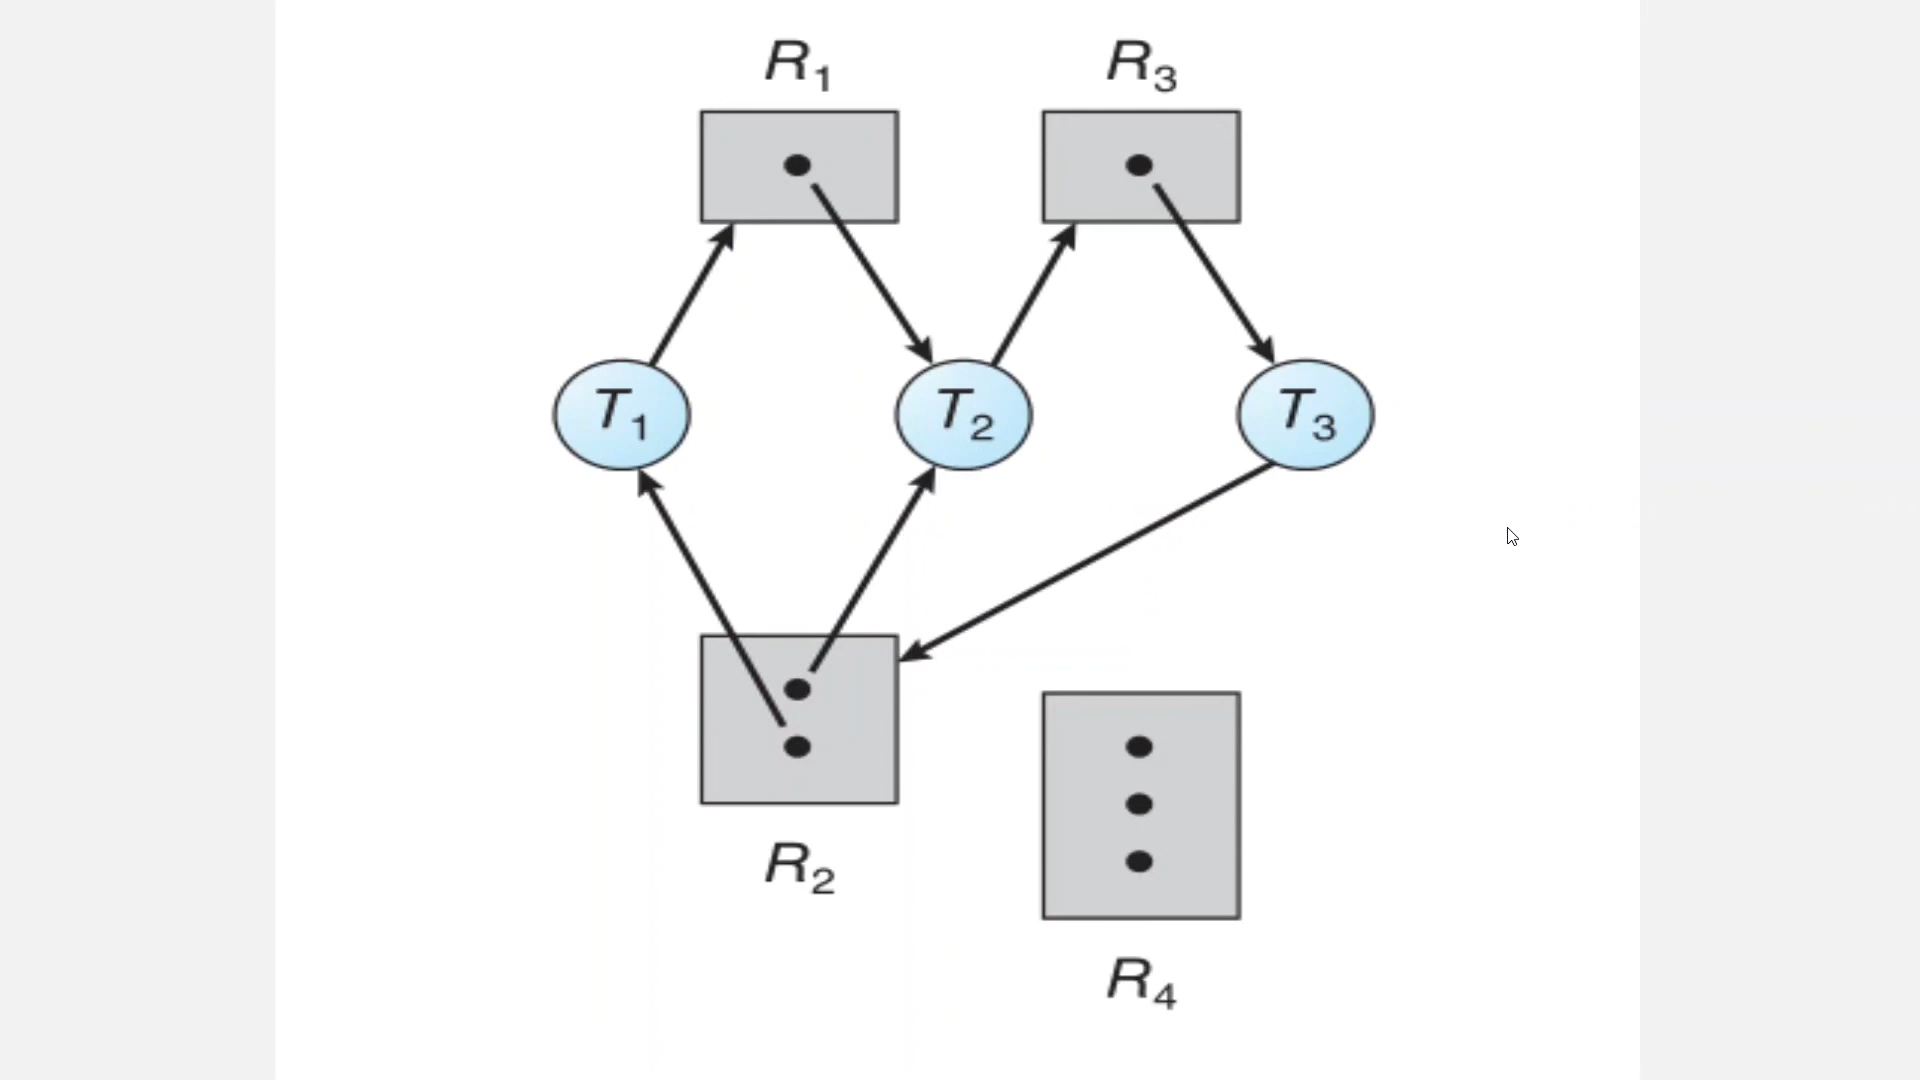 R₁ R₃
T₁ T₂ T₃
R₂
R₄